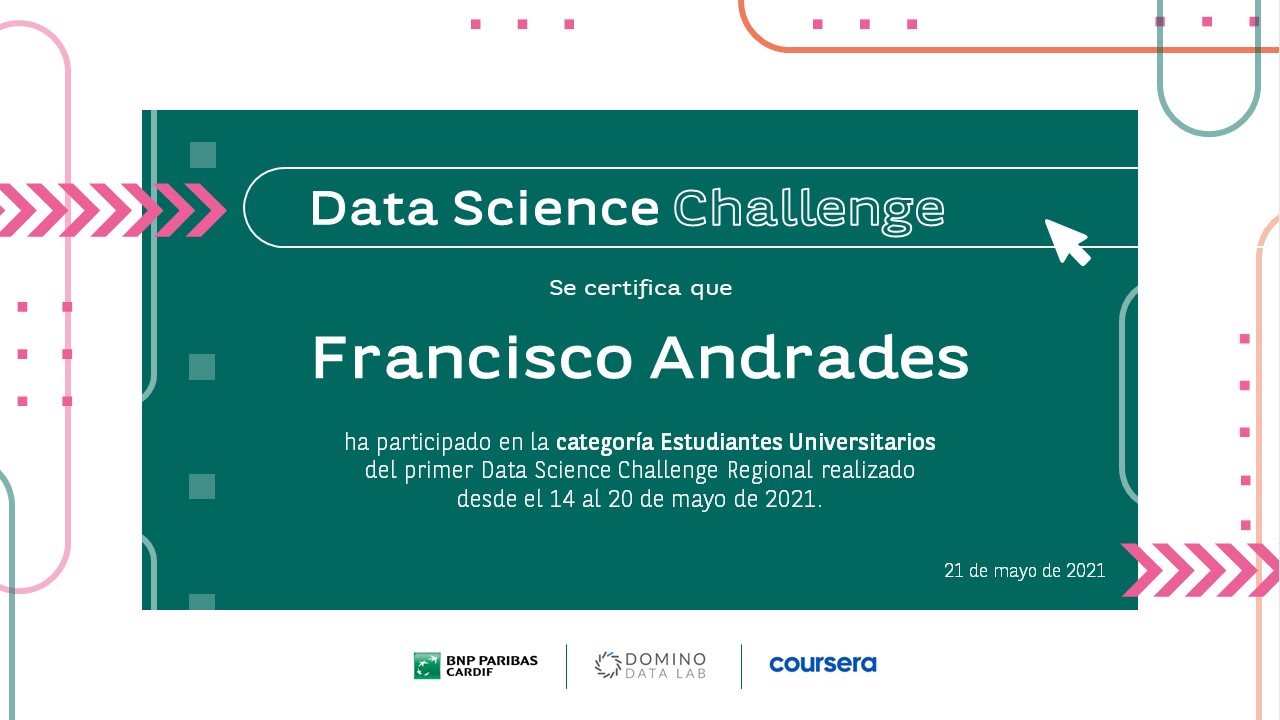 Data Science Challenge
Se certifica que
Francisco Andrades
ha participado en la categoría Estudiantes Universitarios
del primer Data Science Challenge Regional realizado
desde el 14 al 20 de mayo de 2021.
21 de mayo de 2021
BNP PARIBAS
CARDIF
DOMINO
DATA LAB
coursera